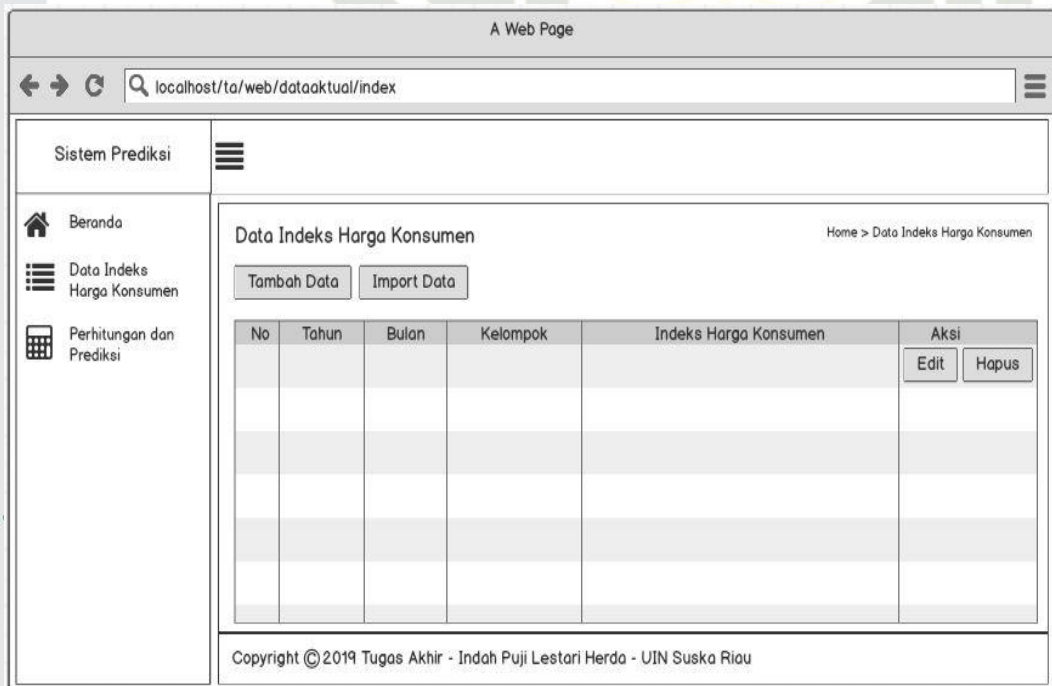 A Web Page
localhost/ta/web/dataaktual/index
Sistem Prediksi
Beranda
Data Indeks
Harga Konsumen
Perhitungan dan
Prediksi
Data Indeks Harga Konsumen
Home > Data Indeks Harga Konsumen
Tambah Data Import Data
No Tahun Bulan Kelompok Indeks Harga Konsumen Aksi
Edit Hapus
Copyright © 2019 Tugas Akhir - Indah Puji Lestari Herda - UIN Suska Riau